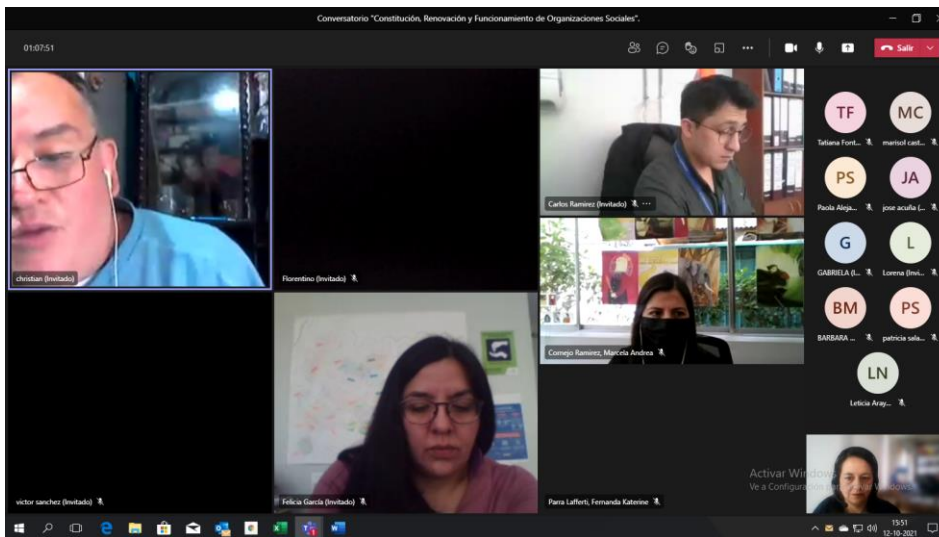 Conversatorio "Constitución, Renovación y Funcionamiento de Organizaciones Sociales".
01:07:51
Salir
christian (Invitado)
Florentino (Invitado)
Carlos Ramirez (Invitado)
Cornejo Ramirez, Marcela Andrea
victor sanchez (Invitado)
Felicia García (Invitado)
Parra Lafferti, Fernanda Katerine
TF
Tatiana Font...
MC
marisol cast...
PS
Paola Aleja...
JA
jose acuña (...
G
GABRIELA (I...
L
Lorena (Invi...
BM
BARBARA ...
PS
patricia sala...
LN
Leticia Aray...
Activar Windows
Ve a Configura
15:51
12-10-2021